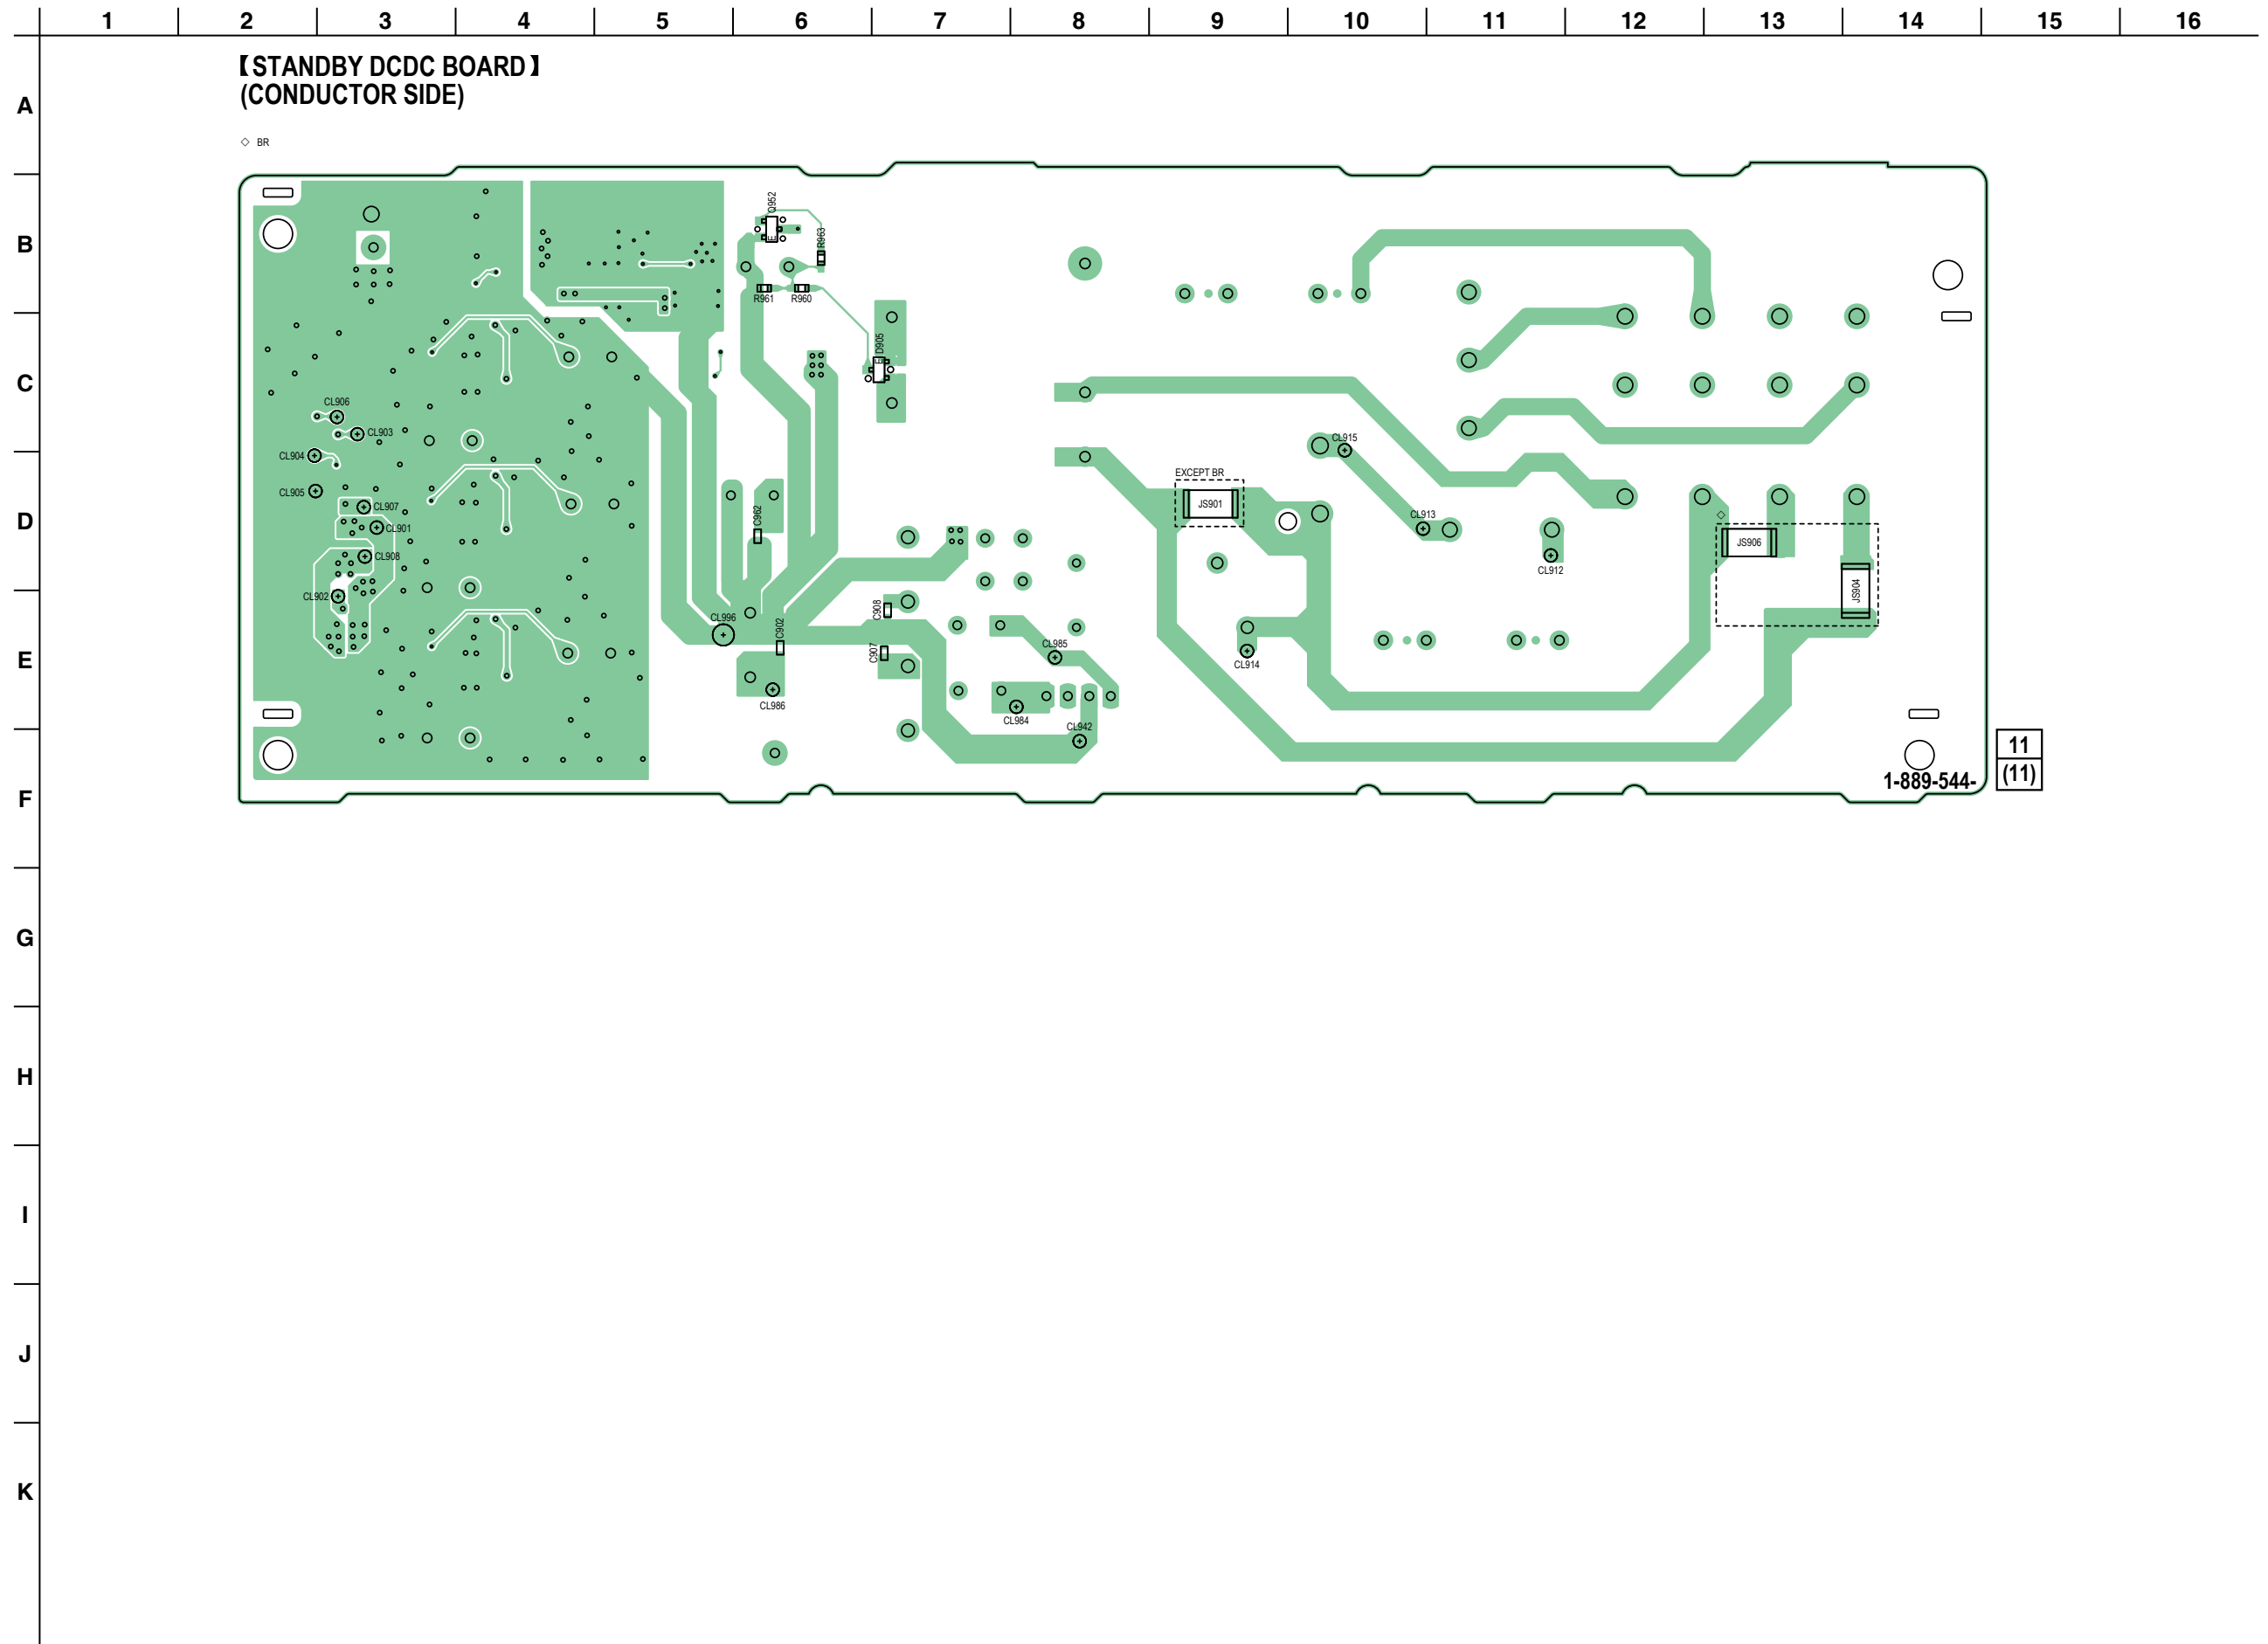 1 2 3 4 5 6 7 8 9 10 11 12 13 14 15 16
【STANDBY DCDC BOARD】
(CONDUCTOR SIDE)
A
◇ BR
B
Q952
R963
R961
R960
D905
C
CL906
CL903
CL904
CL915
CL905
EXCEPT BR
JS901
CL907
CL901
C962
CL913
◇
JS906
D
CL908
CL912
CL902
JS904
C908
CL996
C902
C907
CL985
CL914
E
CL986
CL984
CL942
11
1-889-544-
(11)
F
G
H
I
J
K